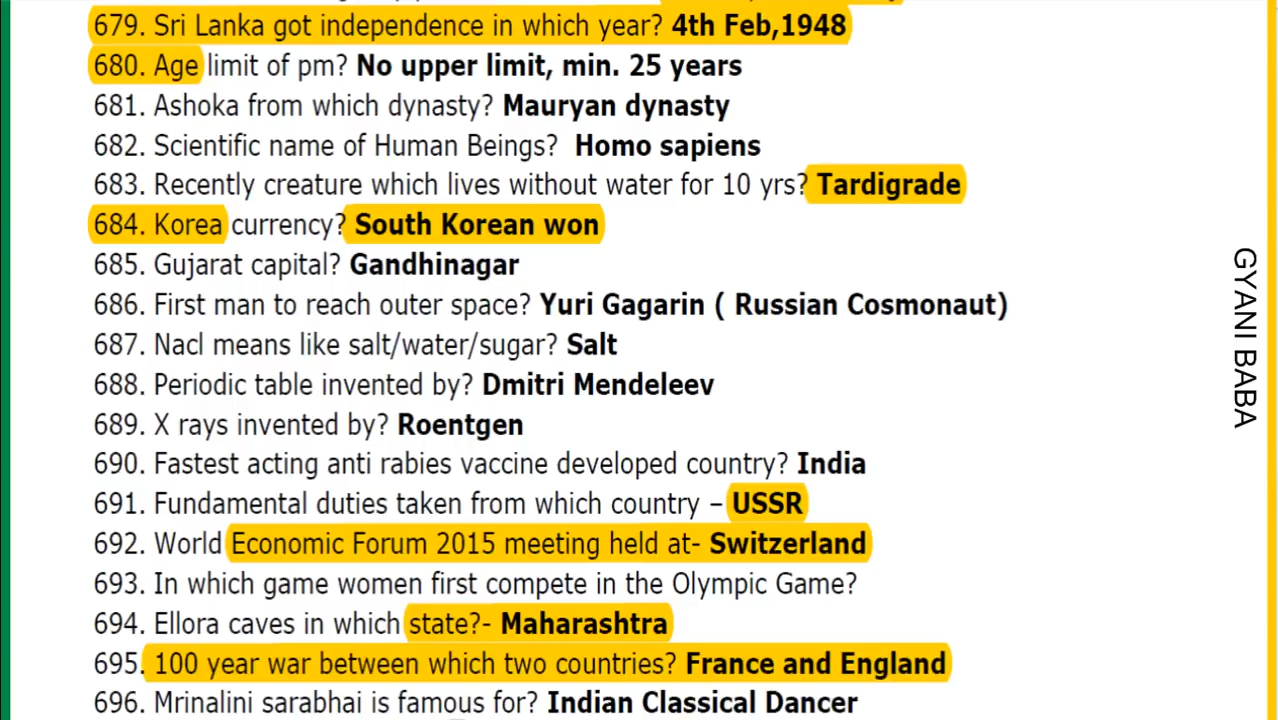 679. Sri Lanka got independence in which year? 4th Feb,1948
680. Age limit of pm? No upper limit, min. 25 years
681. Ashoka from which dynasty? Mauryan dynasty
682. Scientific name of Human Beings? Homo sapiens
683. Recently creature which lives without water for 10 yrs? Tardigrade
684. Korea currency? South Korean won
685. Gujarat capital? Gandhinagar
686. First man to reach outer space? Yuri Gagarin ( Russian Cosmonaut)
687. Nacl means like salt/water/sugar? Salt
688. Periodic table invented by? Dmitri Mendeleev
689. X rays invented by? Roentgen
690. Fastest acting anti rabies vaccine developed country? India
691. Fundamental duties taken from which country – USSR
692. World Economic Forum 2015 meeting held at- Switzerland
693. In which game women first compete in the Olympic Game?
694. Ellora caves in which state?- Maharashtra
695. 100 year war between which two countries? France and England
696. Mrinalini sarabhai is famous for? Indian Classical Dancer
GYANI BABA